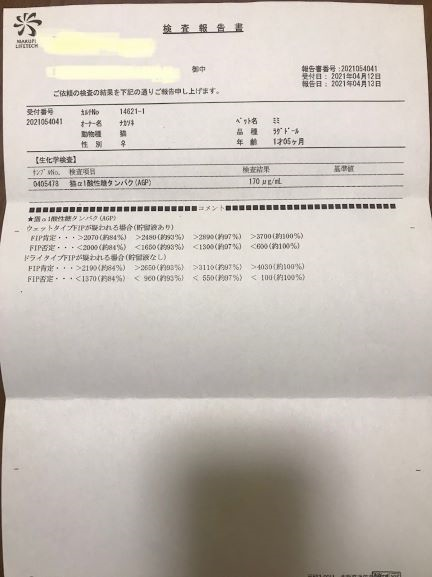 MARUPI
LIFETECH
検査報告書
御中
報告書番号:2021054041
受付日:2021年04月12日
報告日:2021年04月13日
ご依頼の検査の結果を下記の通りご報告申し上げます。
受付番号 カルテNo 14621-1 ペット名 ミミ
2021054041 オーナー名 ナカツネ 品種 ラグドール
動物種 猫 年齢 1才05ヶ月
性別 ♀
【生化学検査】
サンプルNo. 検査項目 検査結果 基準値
0405478 猫α1酸性糖タンパク(AGP) 170 μg/mL
コメント
★猫α1酸性糖タンパク(AGP)
ウェットタイプFIPが疑われる場合(貯留液あり)
FIP肯定・・・>2070(約84%) >2480(約93%) >2890(約97%) >3700(約100%)
FIP否定・・・<2000(約84%) <1650(約93%) <1300(約97%) <600(約100%)
ドライタイプFIPが疑われる場合(貯留液なし)
FIP肯定・・・>2190(約84%) >2650(約93%) >3110(約97%) >4030(約100%)
FIP否定・・・<1370(約84%) < 960(約93%) < 550(約97%) < 100(約100%)